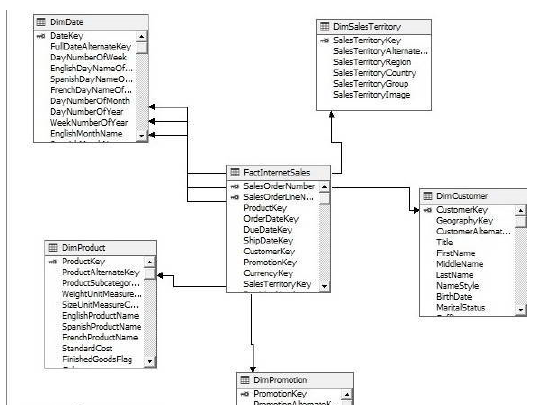 DimDate
DateKey
FullDateAlternateKey
DayNumberOfWeek
EnglishDayNameOf...
SpanishDayNameO...
FrenchDayNameOf...
DayNumberOfMonth
DayNumberOfYear
WeekNumberOfYear
EnglishMonthName
DimSalesTerritory
SalesTerritoryKey
SalesTerritoryAlternate...
SalesTerritoryRegion
SalesTerritoryCountry
SalesTerritoryGroup
SalesTerritoryImage
FactInternetSales
SalesOrderNumber
SalesOrderLineN...
ProductKey
OrderDateKey
DueDateKey
ShipDateKey
CustomerKey
PromotionKey
CurrencyKey
SalesTerritoryKey
DimCustomer
CustomerKey
GeographyKey
CustomerAlternat...
Title
FirstName
MiddleName
LastName
NameStyle
BirthDate
MaritalStatus
DimProduct
ProductKey
ProductAlternateKey
ProductSubcategor...
WeightUnitMeasure...
SizeUnitMeasureC...
EnglishProductName
SpanishProductName
FrenchProductName
StandardCost
FinishedGoodsFlag
DimPromotion
PromotionKey
PromotionAlternateK...